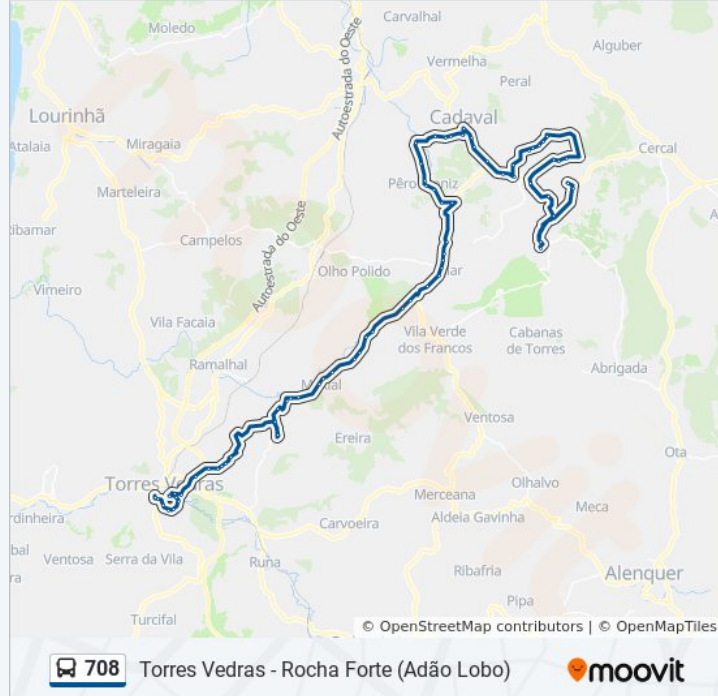 Moledo
Carvalhal
Alguber
Vermelha
Peral
Lourinhã
Autoestrada do Oeste
Cadaval
Atalaia
Miragaia
Cercal
Marteleira
Campelos
Autoestrada do Oeste
Olho Polido
Vimeiro
Vila Facaia
Vila Verde
dos Francos
Cabanas
de Torres
Ramalhal
Abrigada
Ereira
Ventosa
Ota
Torres Vedras
Merceana
Olhalvo
Carvoeira
Aldeia Gavinha
Meca
Ventosa
Serra da Vila
Runa
Ribafria
Alenquer
Turcifal
Pipa
© OpenStreetMap contributors | © OpenMapTiles
708 Torres Vedras - Rocha Forte (Adão Lobo) moovit